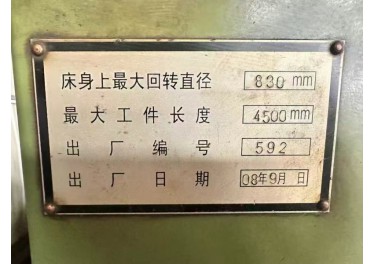 床身上最大回转直径 830 mm
最大工件长度 4500 mm
出厂编号 592
出厂日期 08年9月 日